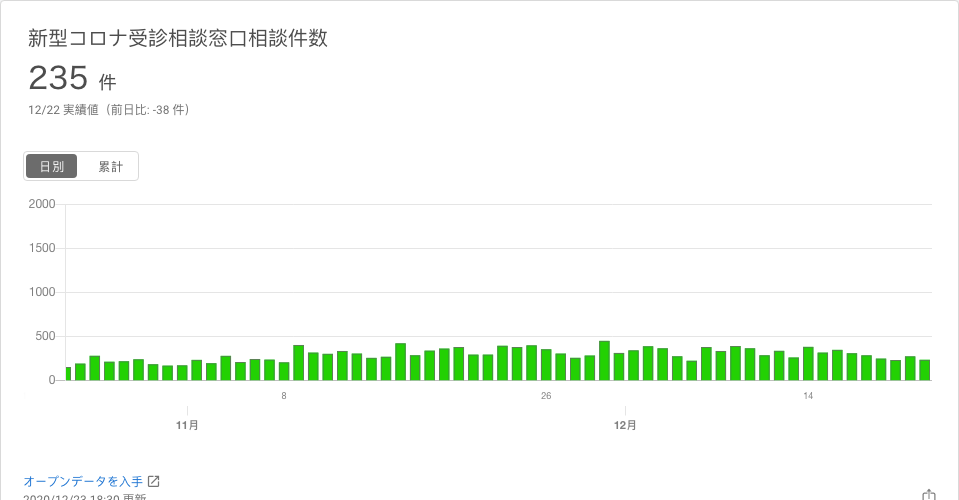 新型コロナ受診相談窓口相談件数
235 件
12/22 実績値（前日比: -38 件）
日別 累計
2000
1500
1000
500
0
8 26 14
11月 12月
オープンデータを入手
2020/12/23 18:30 更新